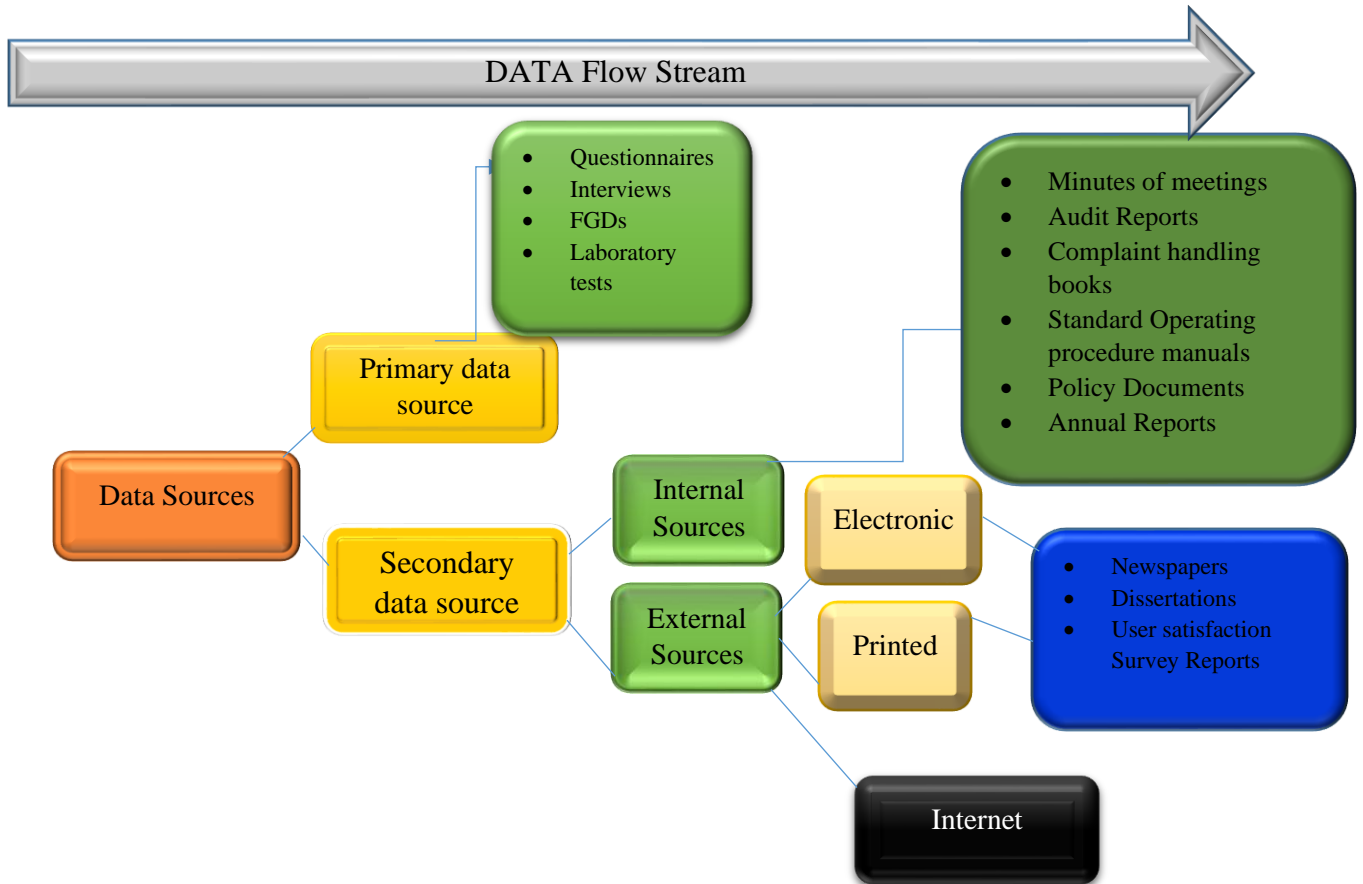 DATA Flow Stream
• Questionnaires
• Interviews
• FGDs
• Laboratory
tests
• Minutes of meetings
• Audit Reports
• Complaint handling
books
• Standard Operating
procedure manuals
• Policy Documents
• Annual Reports
Primary data
source
Data Sources
Secondary
data source
Internal
Sources
External
Sources
Electronic
Printed
• Newspapers
• Dissertations
• User satisfaction
Survey Reports
Internet